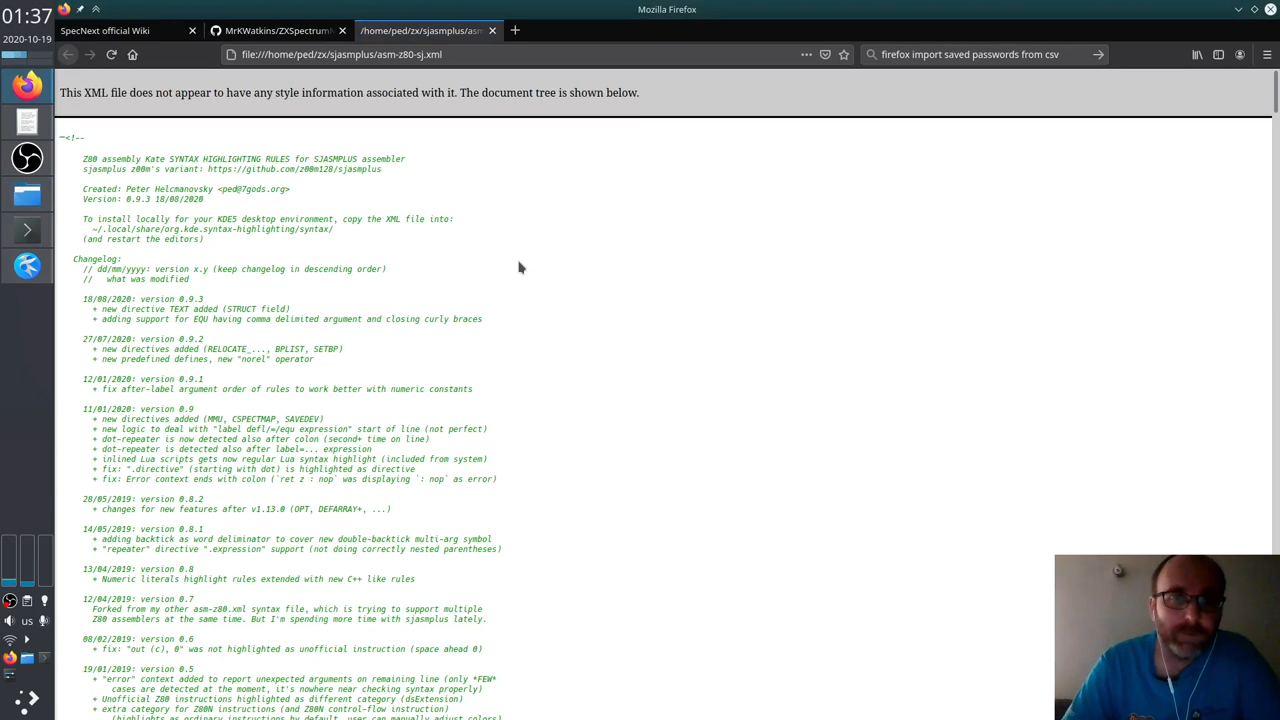 01:37
2020-10-19
Mozilla Firefox
SpecNext official Wiki
MrKWatkins/ZXSpectrum
/home/ped/zx/sjasmplus/asm
file:///home/ped/zx/sjasmplus/asm-z80-sj.xml
firefox import saved passwords from csv
This XML file does not appear to have any style information associated with it. The document tree is shown below.
−<!--
Z80 assembly Kate SYNTAX HIGHLIGHTING RULES for SJASMPLUS assembler
sjasmplus z00m's variant: https://github.com/z00m128/sjasmplus
Created: Peter Helcmanovsky <ped@7gods.org>
Version: 0.9.3 18/08/2020
To install locally for your KDE5 desktop environment, copy the XML file into:
~/.local/share/org.kde.syntax-highlighting/syntax/
(and restart the editors)
Changelog:
// dd/mm/yyyy: version x.y (keep changelog in descending order)
// what was modified
18/08/2020: version 0.9.3
+ new directive TEXT added (STRUCT field)
+ adding support for EQU having comma delimited argument and closing curly braces
27/07/2020: version 0.9.2
+ new directives added (RELOCATE_..., BPLIST, SETBP)
+ new predefined defines, new "norel" operator
12/01/2020: version 0.9.1
+ fix after-label argument order of rules to work better with numeric constants
11/01/2020: version 0.9
+ new directives added (MMU, CSPECTMAP, SAVEDEV)
+ new logic to deal with "label defl/=/equ expression" start of line (not perfect)
+ dot-repeater is now detected also after colon (second+ time on line)
+ dot-repeater is detected also after label=... expression
+ inlined Lua scripts gets now regular Lua syntax highlight (included from system)
+ fix: ".directive" (starting with dot) is highlighted as directive
+ fix: Error context ends with colon (`ret z : nop` was displaying `: nop` as error)
28/05/2019: version 0.8.2
+ changes for new features after v1.13.0 (OPT, DEFARRAY+, ...)
14/05/2019: version 0.8.1
+ adding backtick as word deliminator to cover new double-backtick multi-arg symbol
+ "repeater" directive ".expression" support (not doing correctly nested parentheses)
13/04/2019: version 0.8
+ Numeric literals highlight rules extended with new C++ like rules
12/04/2019: version 0.7
Forked from my other asm-z80.xml syntax file, which is trying to support multiple
Z80 assemblers at the same time. But I'm spending more time with sjasmplus lately.
08/02/2019: version 0.6
+ fix: "out (c), 0" was not highlighted as unofficial instruction (space ahead 0)
19/01/2019: version 0.5
+ "error" context added to report unexpected arguments on remaining line (only *FEW*
cases are detected at the moment, it's nowhere near checking syntax properly)
+ Unofficial Z80 instructions highlighted as different category (dsExtension)
+ extra category for Z80N instructions (and Z80N control-flow instruction)
(highlights as ordinary instructions by default, user can manually adjust colors)
us